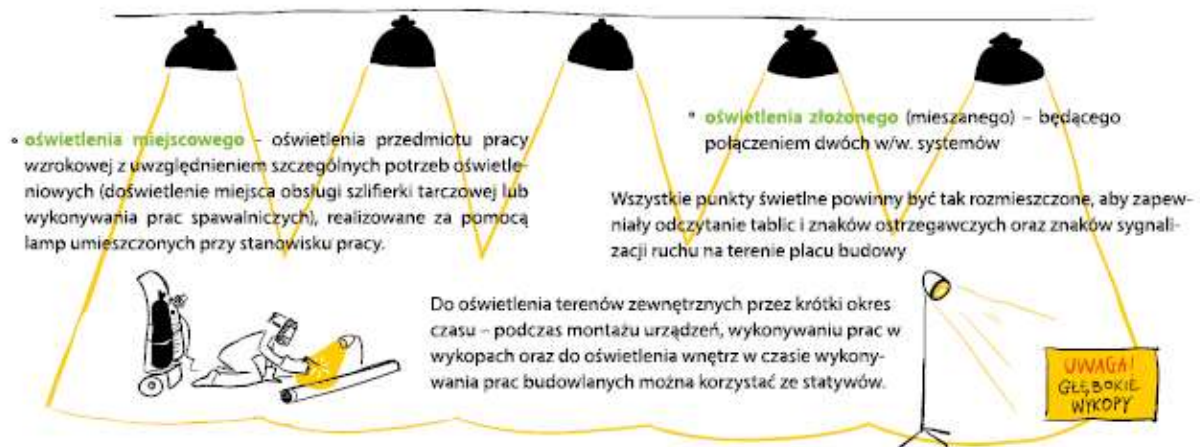 ° oświetlenia miejscowego - oświetlenia przedmiotu pracy
wzrokowej z uwzględnieniem szczególnych potrzeb oświetle-
niowych (doświetlenie miejsca obsługi szlifierki tarczowej lub
wykonywania prac spawalniczych), realizowane za pomocą
lamp umieszczonych przy stanowisku pracy.
° oświetlenia złożonego (mieszanego) – będącego
połączeniem dwóch w/w. systemów
Wszystkie punkty świetlne powinny być tak rozmieszczone, aby zapew-
niały odczytanie tablic i znaków ostrzegawczych oraz znaków sygnali-
zacji ruchu na terenie placu budowy
Do oświetlenia terenów zewnętrznych przez krótki okres
czasu – podczas montażu urządzeń, wykonywaniu prac w
wykopach oraz do oświetlenia wnętrz w czasie wykony-
wania prac budowlanych można korzystać ze statywów.
UWAGA!
GŁĘBOKIE
WYKOPY